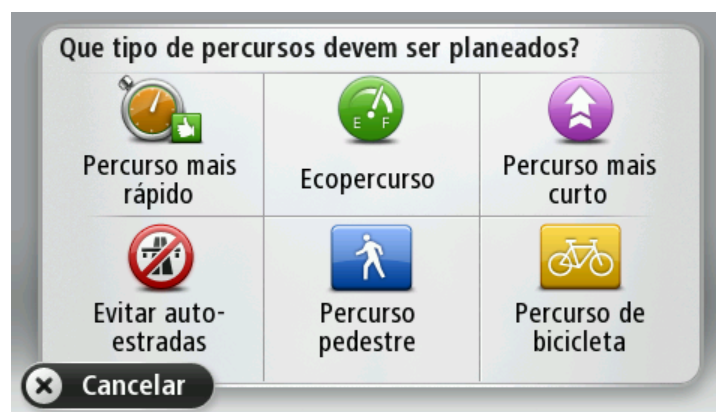 Que tipo de percursos devem ser planeados?
Percurso mais
rápido
E F
Ecopercurso
Percurso mais
curto
Evitar auto-
estradas
Percurso
pedestre
Percurso de
bicicleta
Cancelar